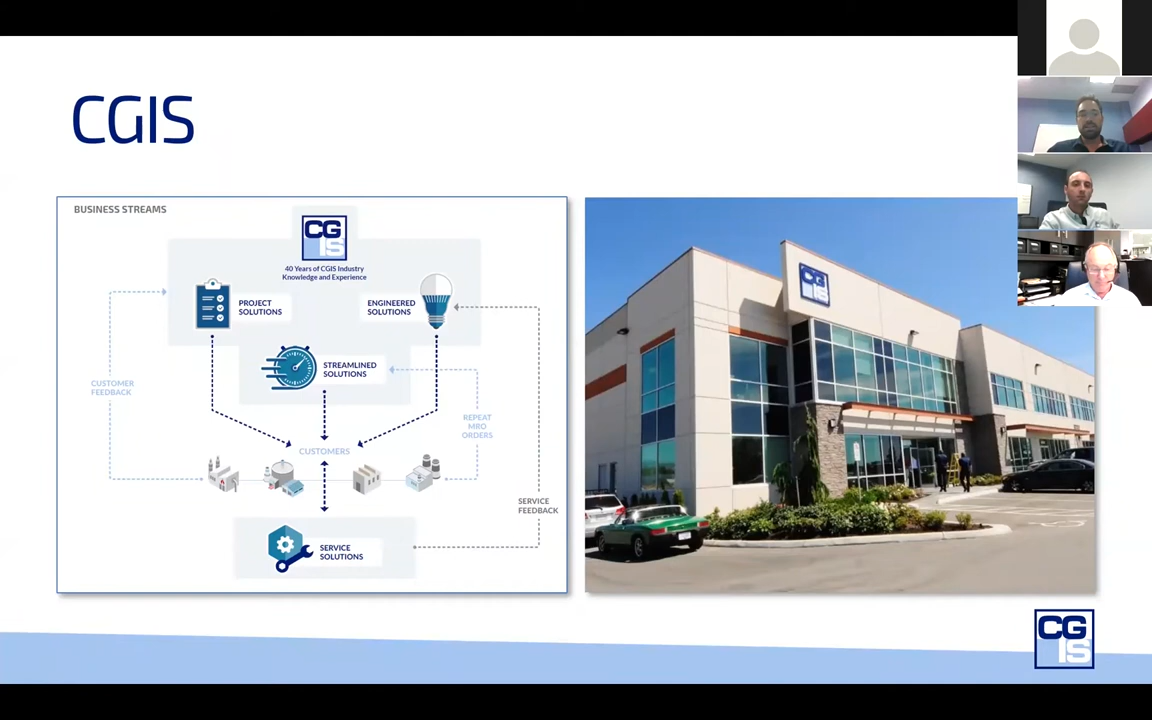 CGIS
BUSINESS STREAMS
CG
IS
40 Years of CGIS Industry
Knowledge and Experience
PROJECT
SOLUTIONS
ENGINEERED
SOLUTIONS
STREAMLINED
SOLUTIONS
CUSTOMER
FEEDBACK
REPEAT
MRO
ORDERS
CUSTOMERS
SERVICE
FEEDBACK
SERVICE
SOLUTIONS
CG
IS
CG
IS